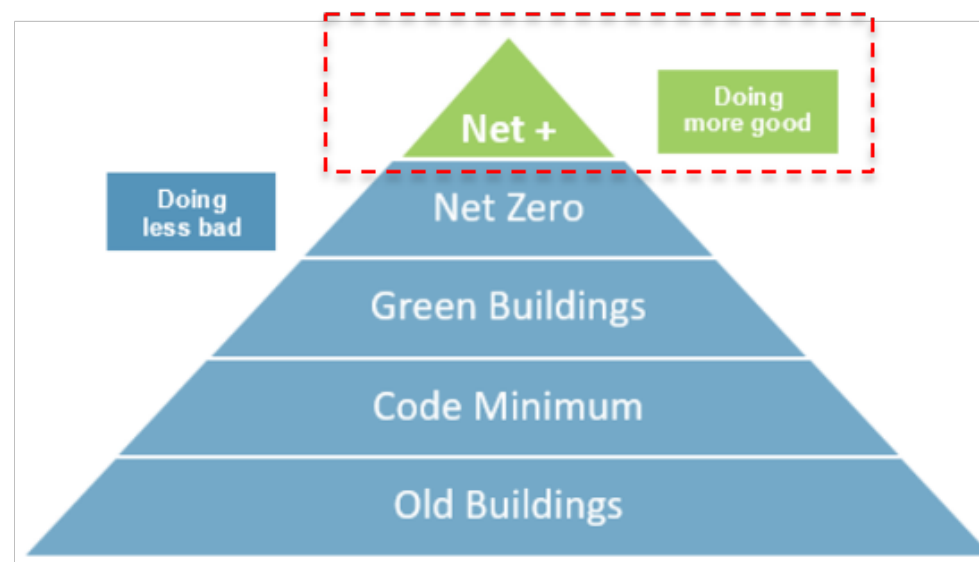 Net +
Doing
more good
Doing
less bad
Net Zero
Green Buildings
Code Minimum
Old Buildings